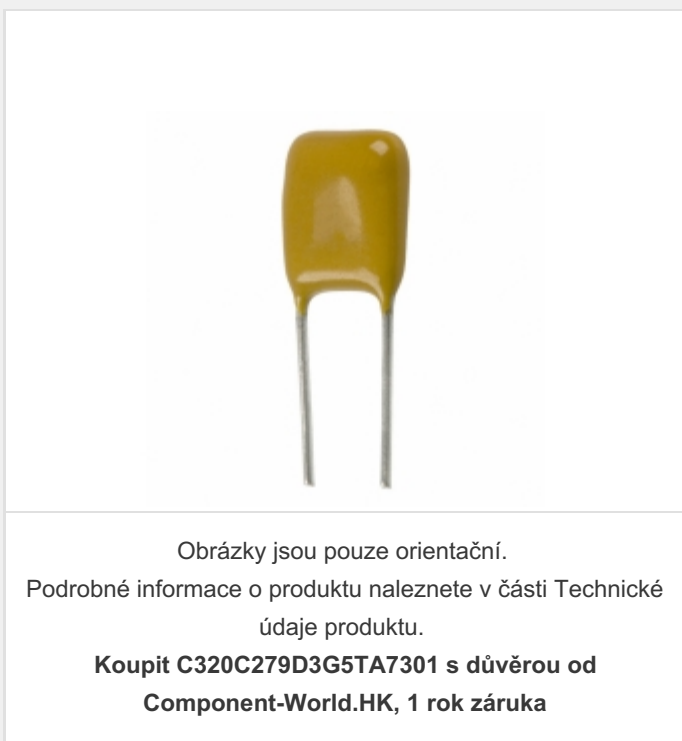 Obrázky jsou pouze orientační.
Podrobné informace o produktu naleznete v části Technické
údaje produktu.
Koupit C320C279D3G5TA7301 s důvěrou od
Component-World.HK, 1 rok záruka